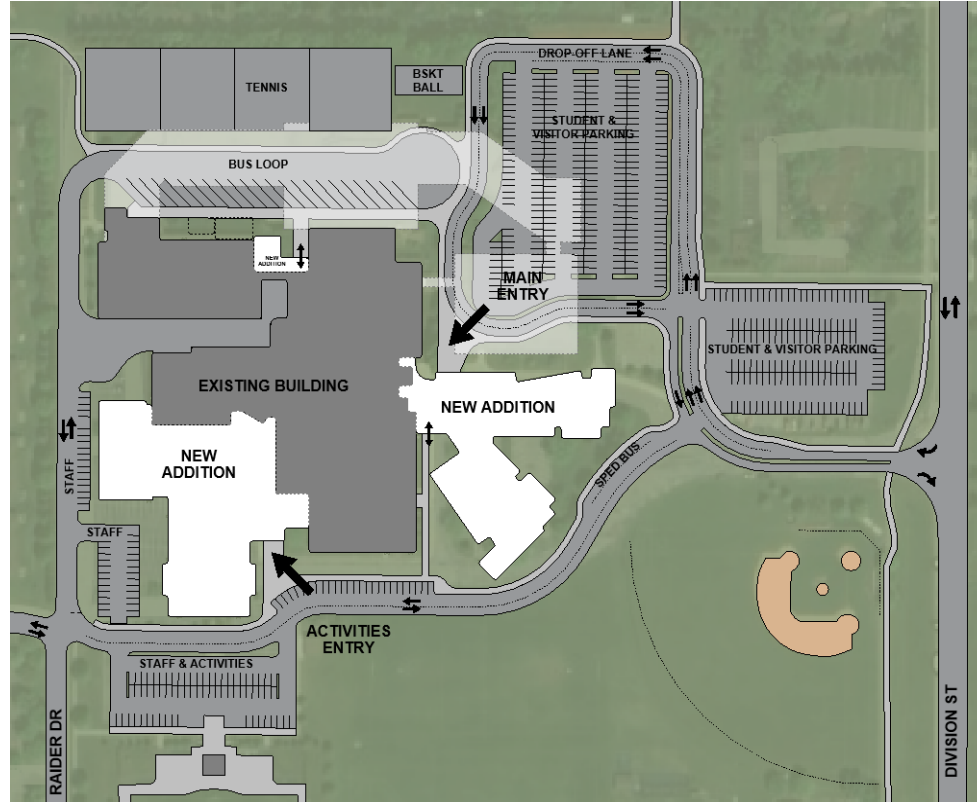 DROP-OFF LANE
BSKT
BALL
TENNIS
STUDENT &
VISITOR PARKING
BUS LOOP
NEW
ADDITION
MAIN
ENTRY
STUDENT & VISITOR PARKING
EXISTING BUILDING
NEW ADDITION
NEW
ADDITION
SPED BUS
STAFF
STAFF
ACTIVITIES
ENTRY
STAFF & ACTIVITIES
RAIDER DR
DIVISION ST